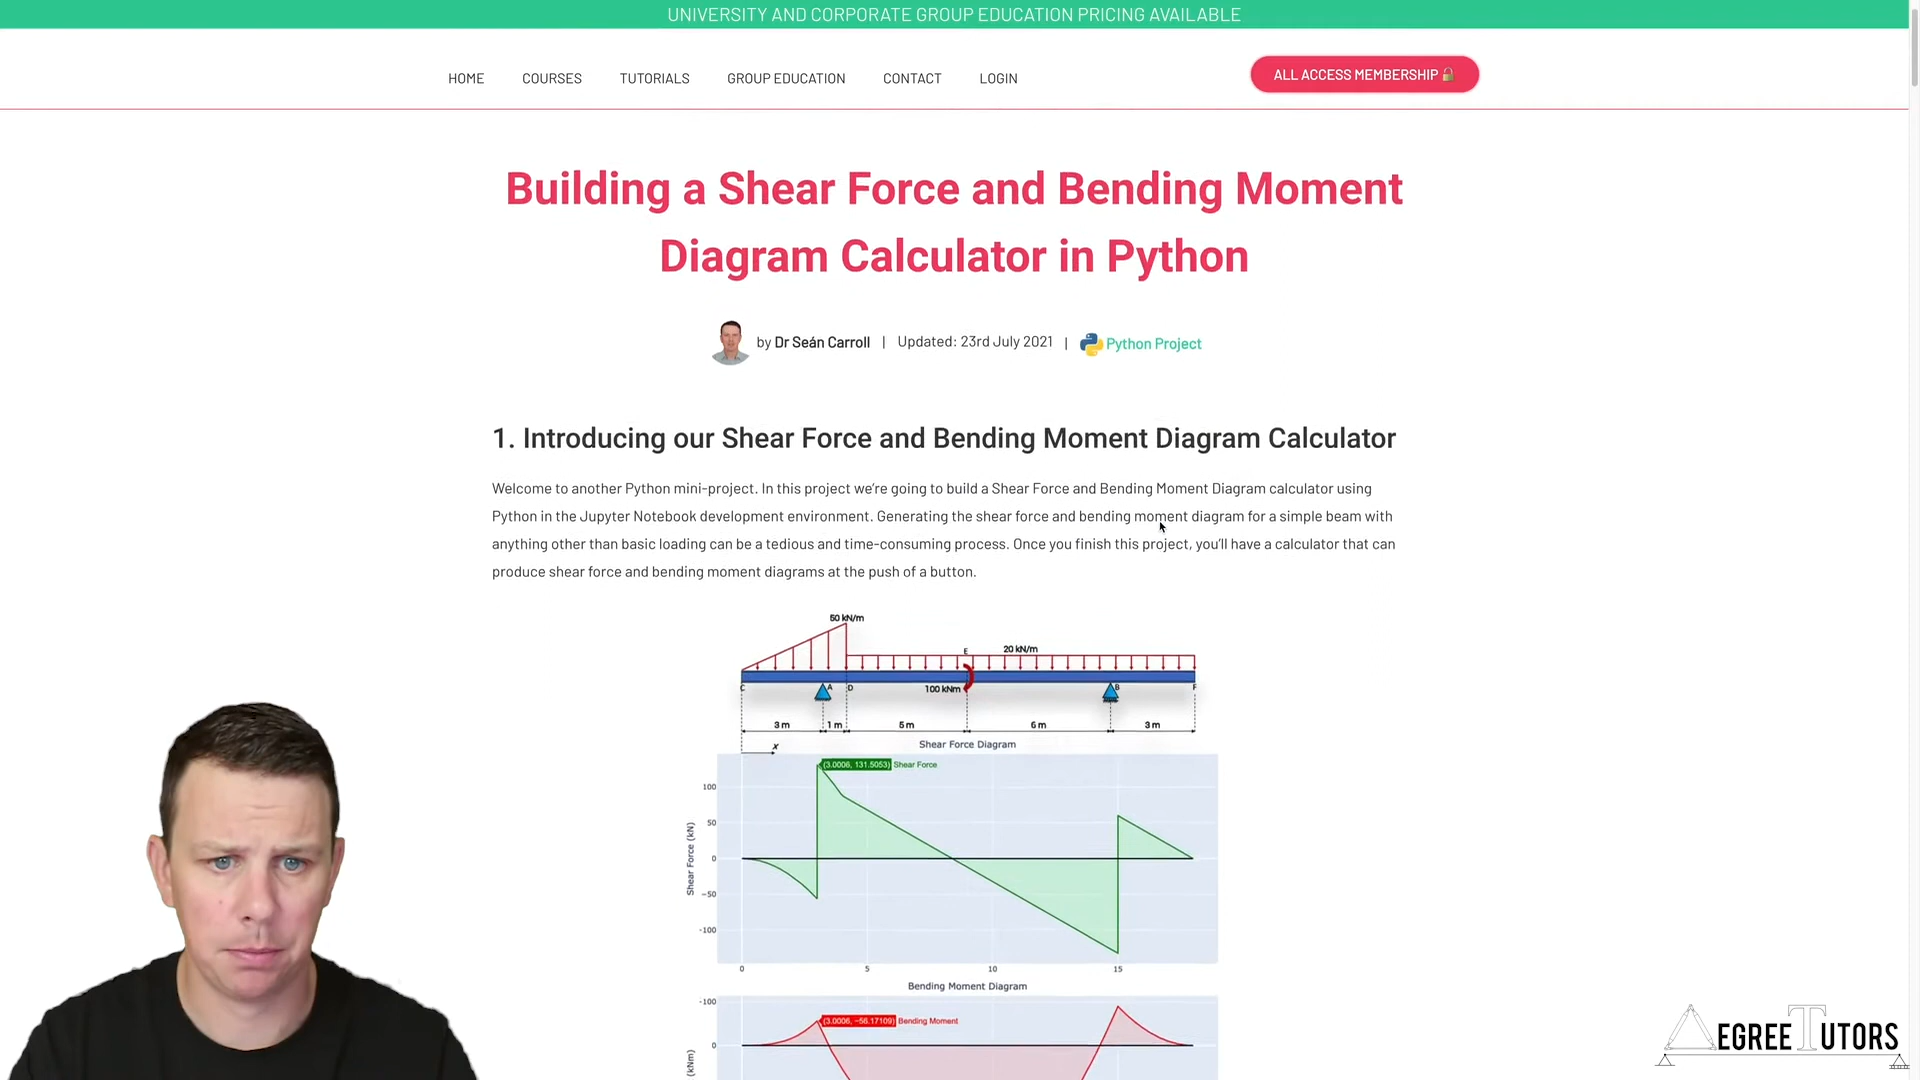 UNIVERSITY AND CORPORATE GROUP EDUCATION PRICING AVAILABLE
HOME COURSES TUTORIALS GROUP EDUCATION CONTACT LOGIN ALL ACCESS MEMBERSHIP
Building a Shear Force and Bending Moment
Diagram Calculator in Python
by Dr Seán Carroll | Updated: 23rd July 2021 | Python Project
1. Introducing our Shear Force and Bending Moment Diagram Calculator
Welcome to another Python mini-project. In this project we're going to build a Shear Force and Bending Moment Diagram calculator using
Python in the Jupyter Notebook development environment. Generating the shear force and bending moment diagram for a simple beam with
anything other than basic loading can be a tedious and time-consuming process. Once you finish this project, you'll have a calculator that can
produce shear force and bending moment diagrams at the push of a button.
50 kN/m
E 20 kN/m
C A D 100 kNm B F
3 m 1 m 5 m 6 m 3 m
x Shear Force Diagram
(3.0006, 131.5053) Shear Force
100
50
0
−50
−100
Shear Force (kN)
0 5 10 15
Bending Moment Diagram
-100
(3.0006, −56.17109) Bending Moment
0
(kNm)
DEGREE TUTORS